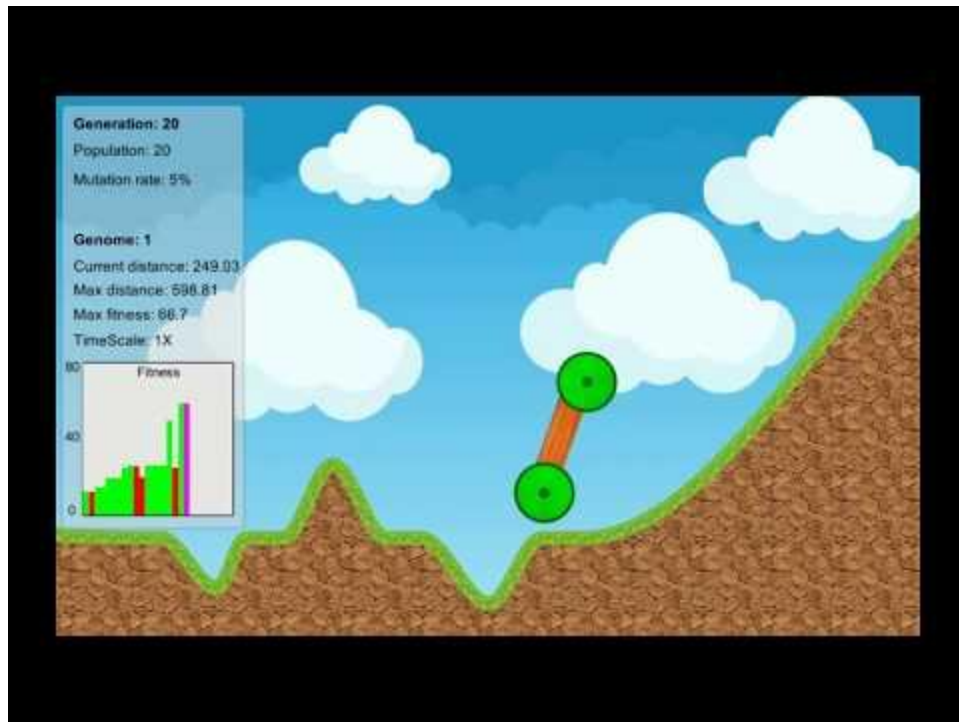 Generation: 20
Population: 20
Mutation rate: 5%
Genome: 1
Current distance: 249.03
Max distance: 598.81
Max fitness: 66.7
TimeScale: 1X
80
Fitness
40
0